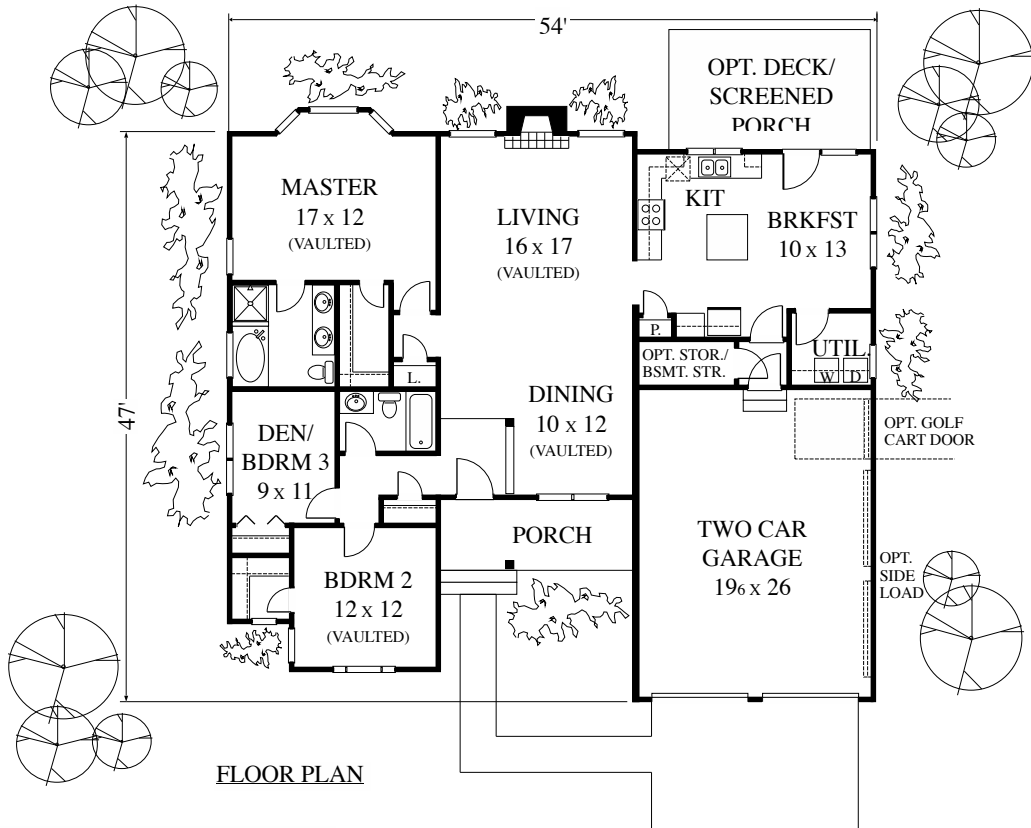 54'
OPT. DECK/
SCREENED
PORCH
47'
MASTER
17 x 12
(VAULTED)
LIVING
16 x 17
(VAULTED)
KIT
BRKFST
10 x 13
P.
L.
OPT. STOR./
BSMT. STR.
UTIL.
W D
DINING
10 x 12
(VAULTED)
DEN/
BDRM 3
9 x 11
OPT. GOLF
CART DOOR
PORCH
TWO CAR
GARAGE
196 x 26
OPT.
SIDE
LOAD
BDRM 2
12 x 12
(VAULTED)
FLOOR PLAN